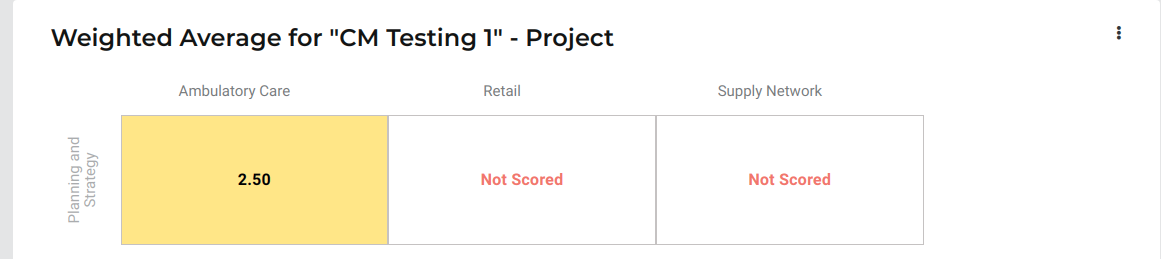 Weighted Average for "CM Testing 1" - Project
Ambulatory Care Retail Supply Network
Planning and
Strategy
2.50 Not Scored Not Scored